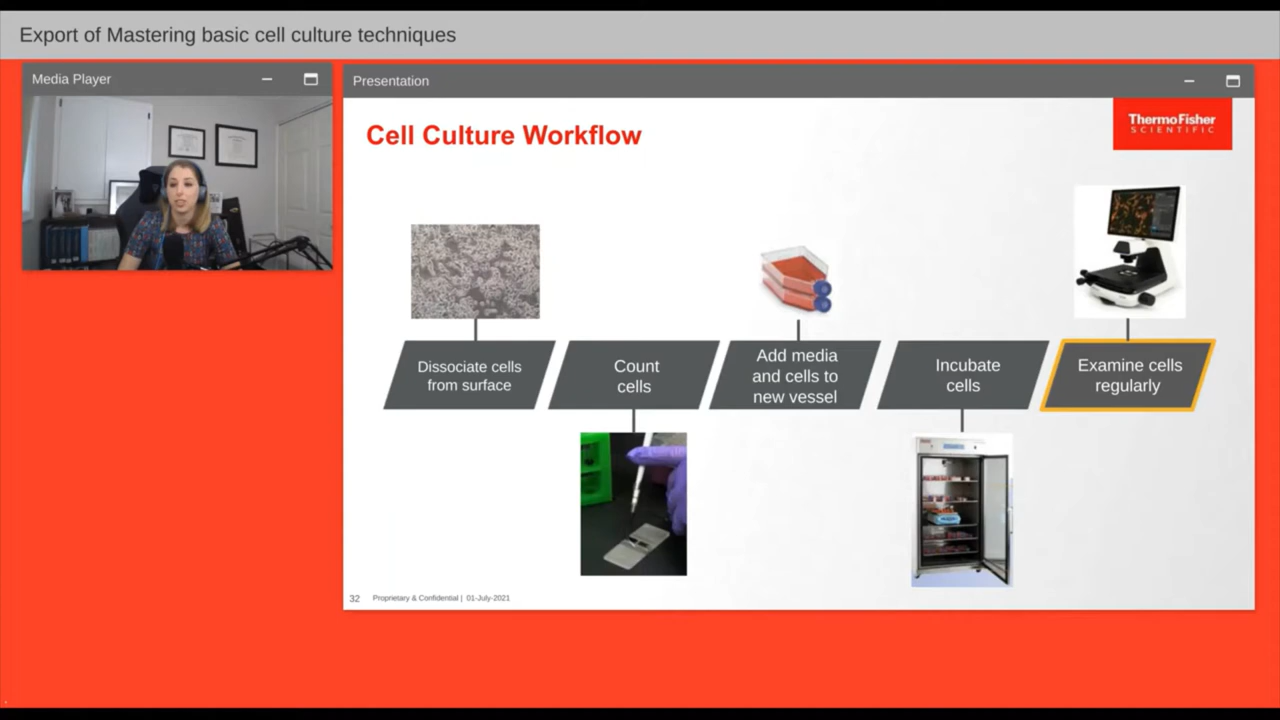 Export of Mastering basic cell culture techniques
Media Player
Presentation
Cell Culture Workflow
ThermoFisher
SCIENTIFIC
Dissociate cells
from surface
Count
cells
Add media
and cells to
new vessel
Incubate
cells
Examine cells
regularly
32 Proprietary & Confidential | 01-July-2021